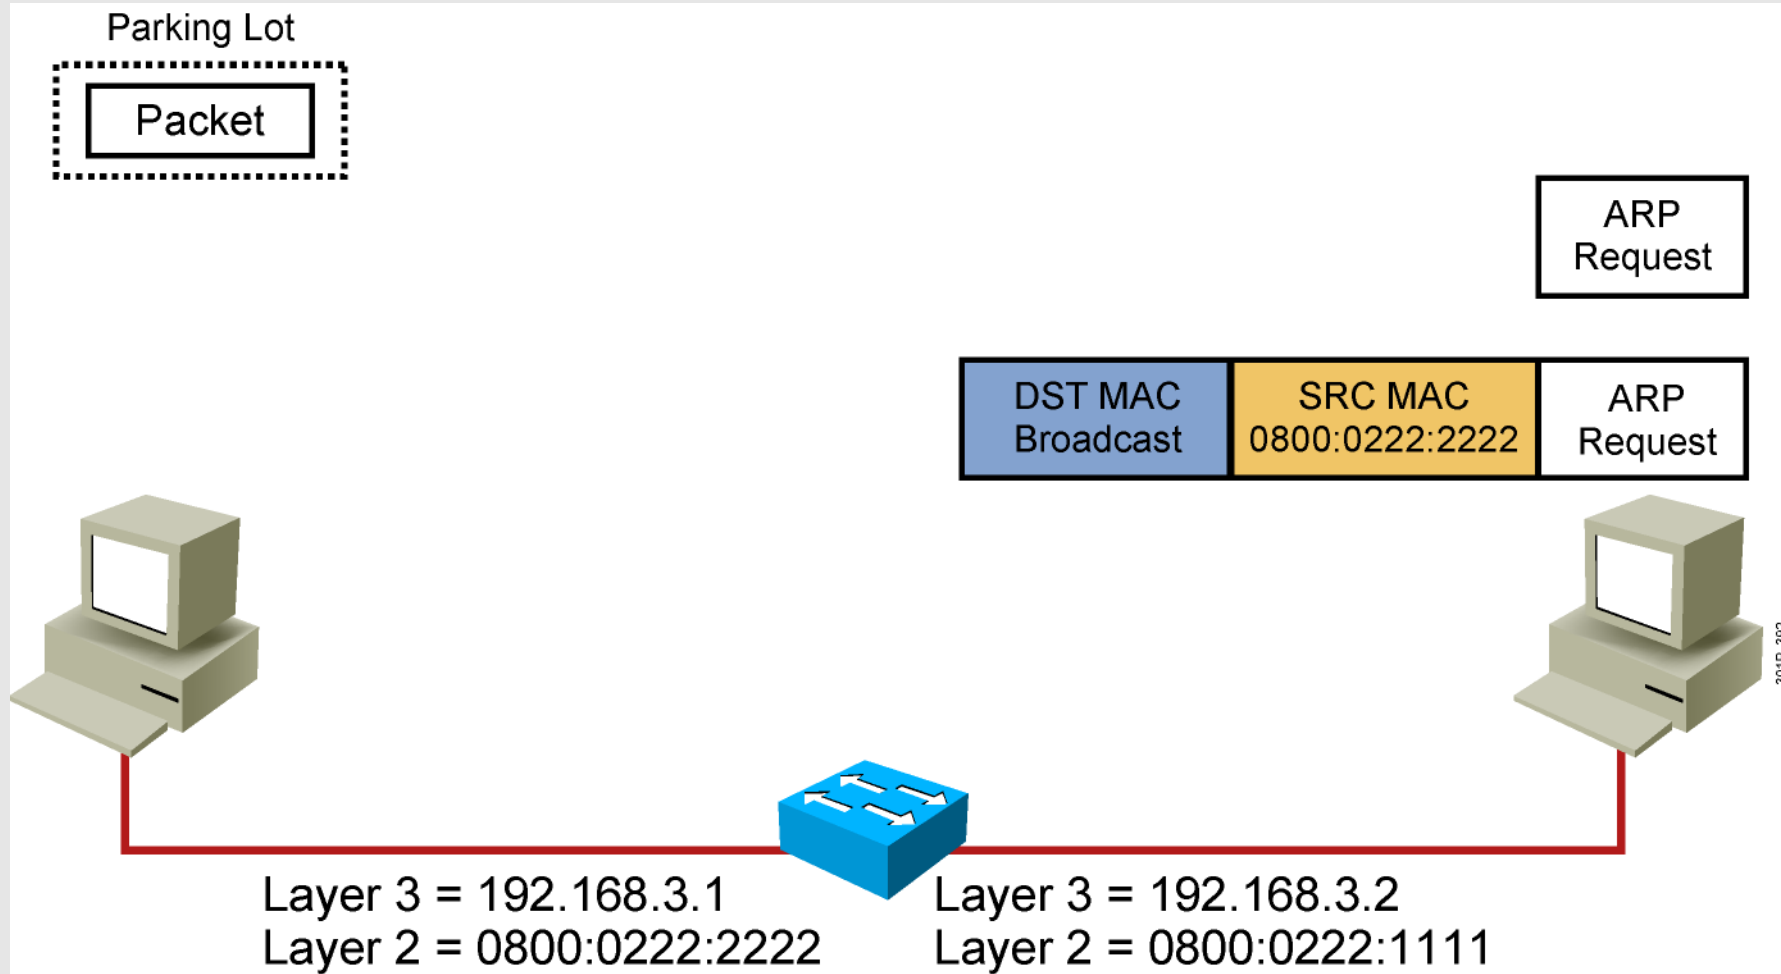 Parking Lot
Packet
ARP
Request
DST MAC
Broadcast
SRC MAC
0800:0222:2222
ARP
Request
Layer 3 = 192.168.3.1
Layer 2 = 0800:0222:2222
Layer 3 = 192.168.3.2
Layer 2 = 0800:0222:1111